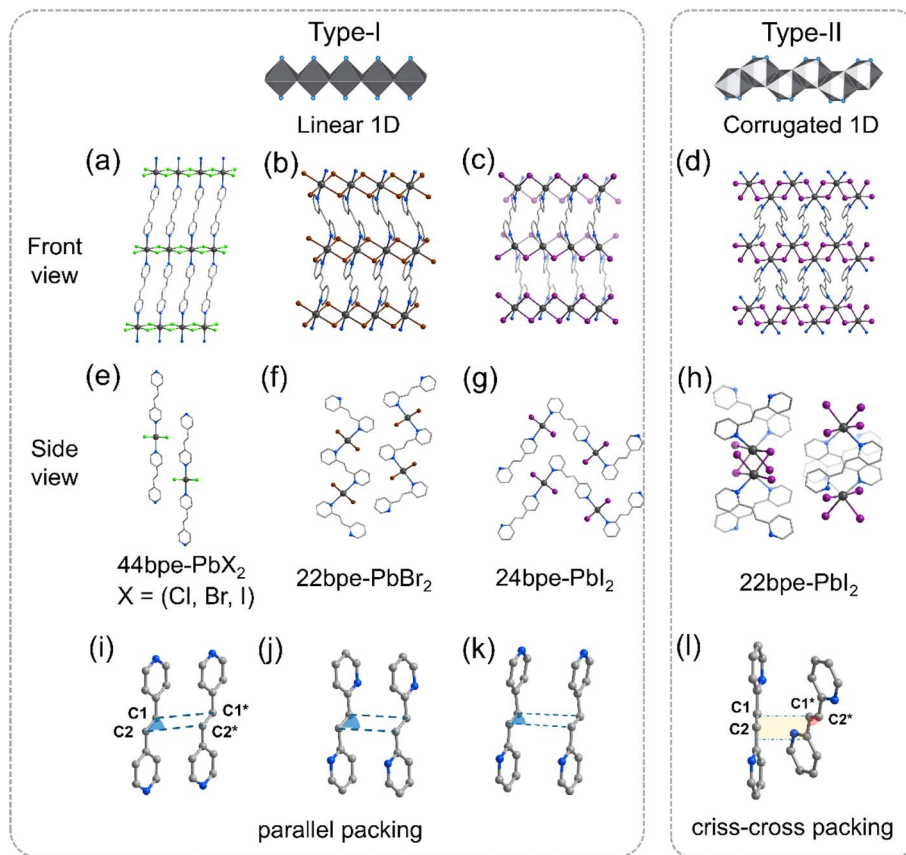 Type-I
Type-II
Linear 1D
Corrugated 1D
(a)
(b)
(c)
(d)
Front
view
(e)
(f)
(g)
(h)
Side
view
44bpe-PbX₂
X = (Cl, Br, I)
22bpe-PbBr₂
24bpe-PbI₂
22bpe-PbI₂
(i)
(j)
(k)
(l)
C1
C2
C1*
C2*
C1
C2
C1*
C2*
parallel packing
criss-cross packing